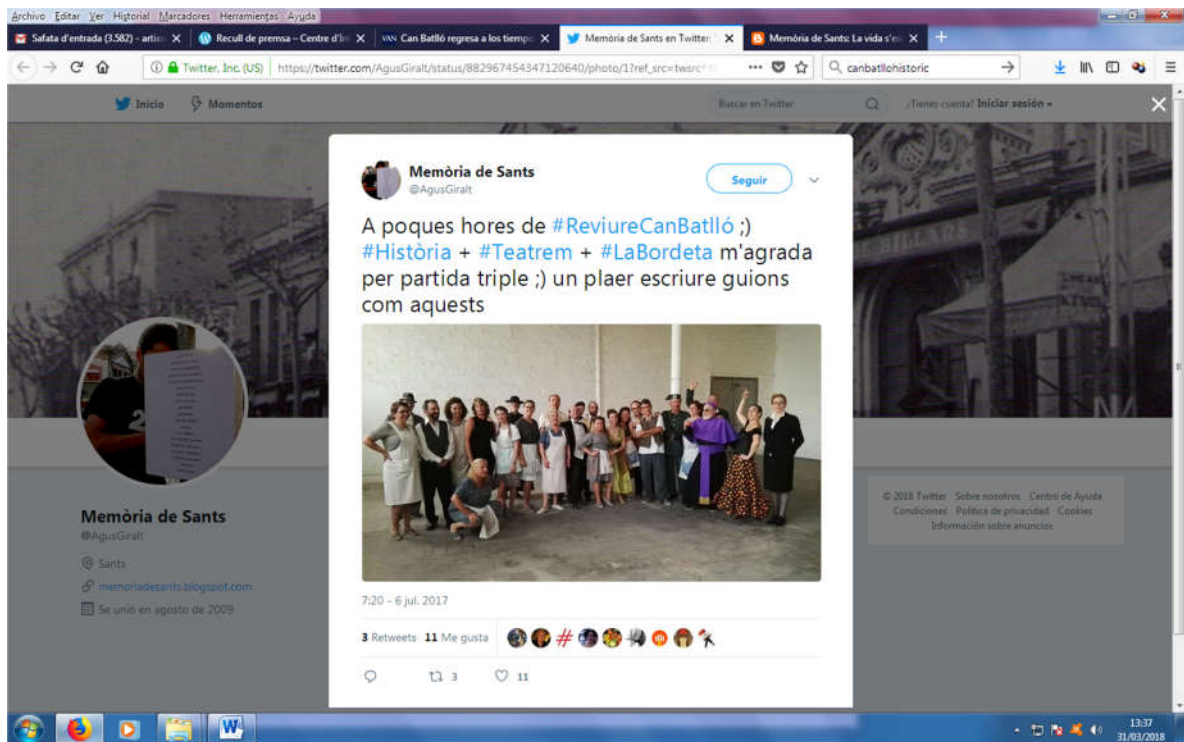 Archivo Editar Ver Historial Marcadores Herramientas Ayuda
Safata d'entrada (3.582) - artix
Recull de premsa – Centre d'In
Can Batlló regresa a los tiempo
Memòria de Sants en Twitter:
Memòria de Sants: La vida s'es
Twitter, Inc. (US) https://twitter.com/AgusGiralt/status/882967454347120640/photo/1?ref_src=twsrc
canbatllohistoric
Inicio Momentos
Buscar en Twitter
¿Tienes cuenta? Iniciar sesión
Memòria de Sants
@AgusGiralt
Seguir
A poques hores de #ReviureCanBatlló ;)
#Història + #Teatrem + #LaBordeta m'agrada
per partida triple ;) un plaer escriure guions
com aquests
7:20 - 6 jul. 2017
3 Retweets 11 Me gusta
3 11
Memòria de Sants
@AgusGiralt
Sants
memoriadesants.blogspot.com
Se unió en agosto de 2009
© 2018 Twitter Sobre nosotros Centro de Ayuda
Condiciones Política de privacidad Cookies
Información sobre anuncios
13:37
31/03/2018